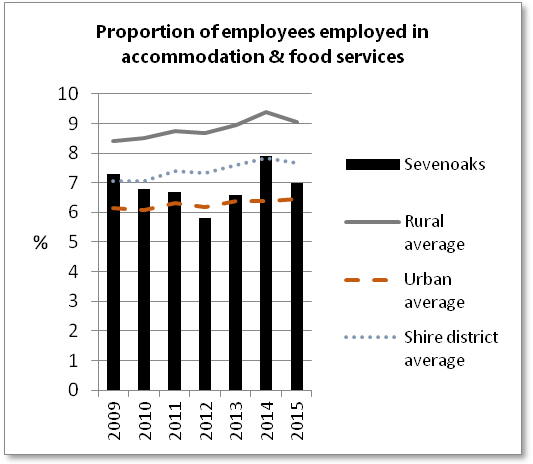 Proportion of employees employed in
accommodation & food services
10
9
8
7
6
5
4
3
2
1
0
%
2009
2010
2011
2012
2013
2014
2015
Sevenoaks
Rural
average
Urban
average
Shire district
average